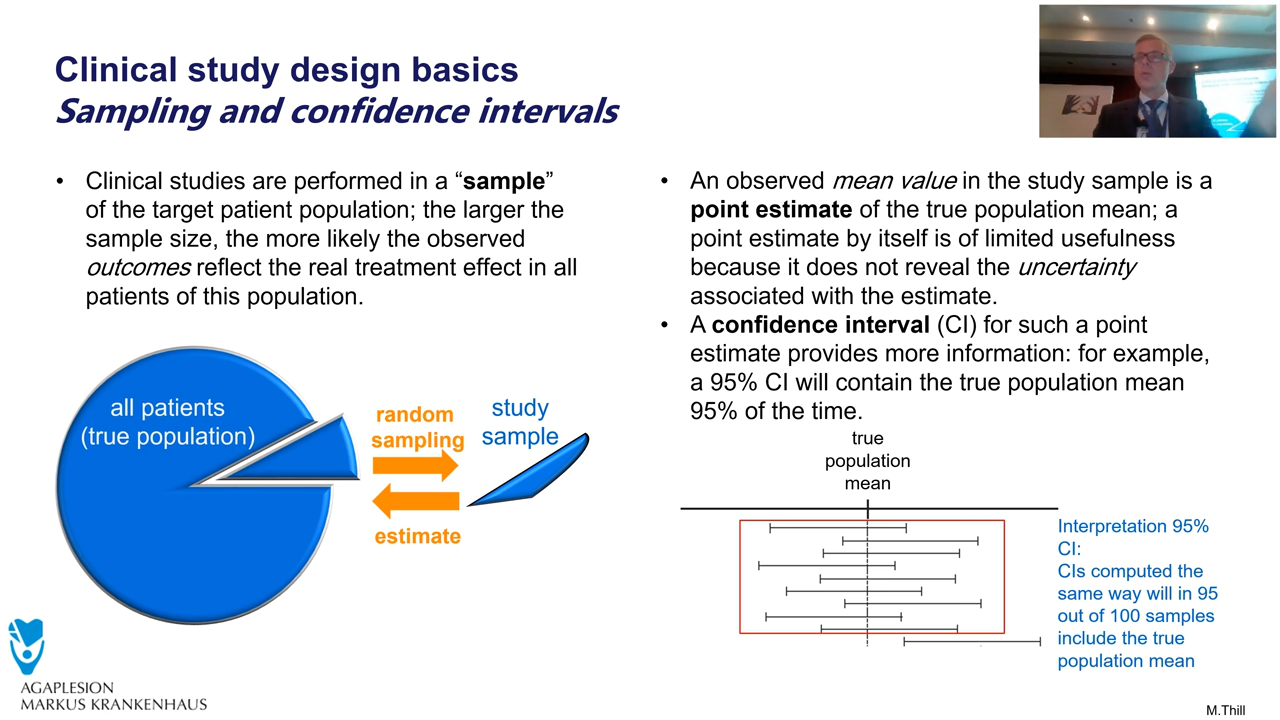 Clinical study design basics
Sampling and confidence intervals
• Clinical studies are performed in a “sample”
of the target patient population; the larger the
sample size, the more likely the observed
outcomes reflect the real treatment effect in all
patients of this population.
all patients
(true population)
random
sampling
study
sample
estimate
• An observed mean value in the study sample is a
point estimate of the true population mean; a
point estimate by itself is of limited usefulness
because it does not reveal the uncertainty
associated with the estimate.
• A confidence interval (CI) for such a point
estimate provides more information: for example,
a 95% CI will contain the true population mean
95% of the time.
true
population
mean
Interpretation 95%
CI:
CIs computed the
same way will in 95
out of 100 samples
include the true
population mean
AGAPLESION
MARKUS KRANKENHAUS
M.Thill